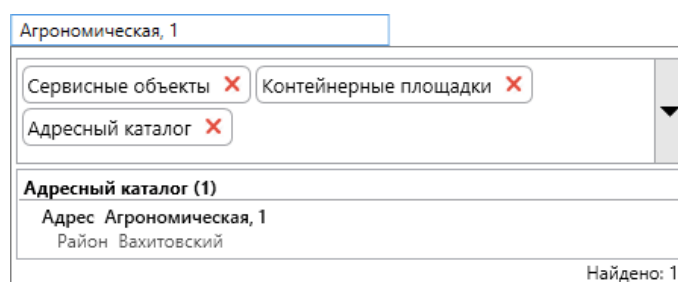 Агрономическая, 1
Сервисные объекты Контейнерные площадки
Адресный каталог
Адресный каталог (1)
Адрес Агрономическая, 1
Район Вахитовский
Найдено: 1